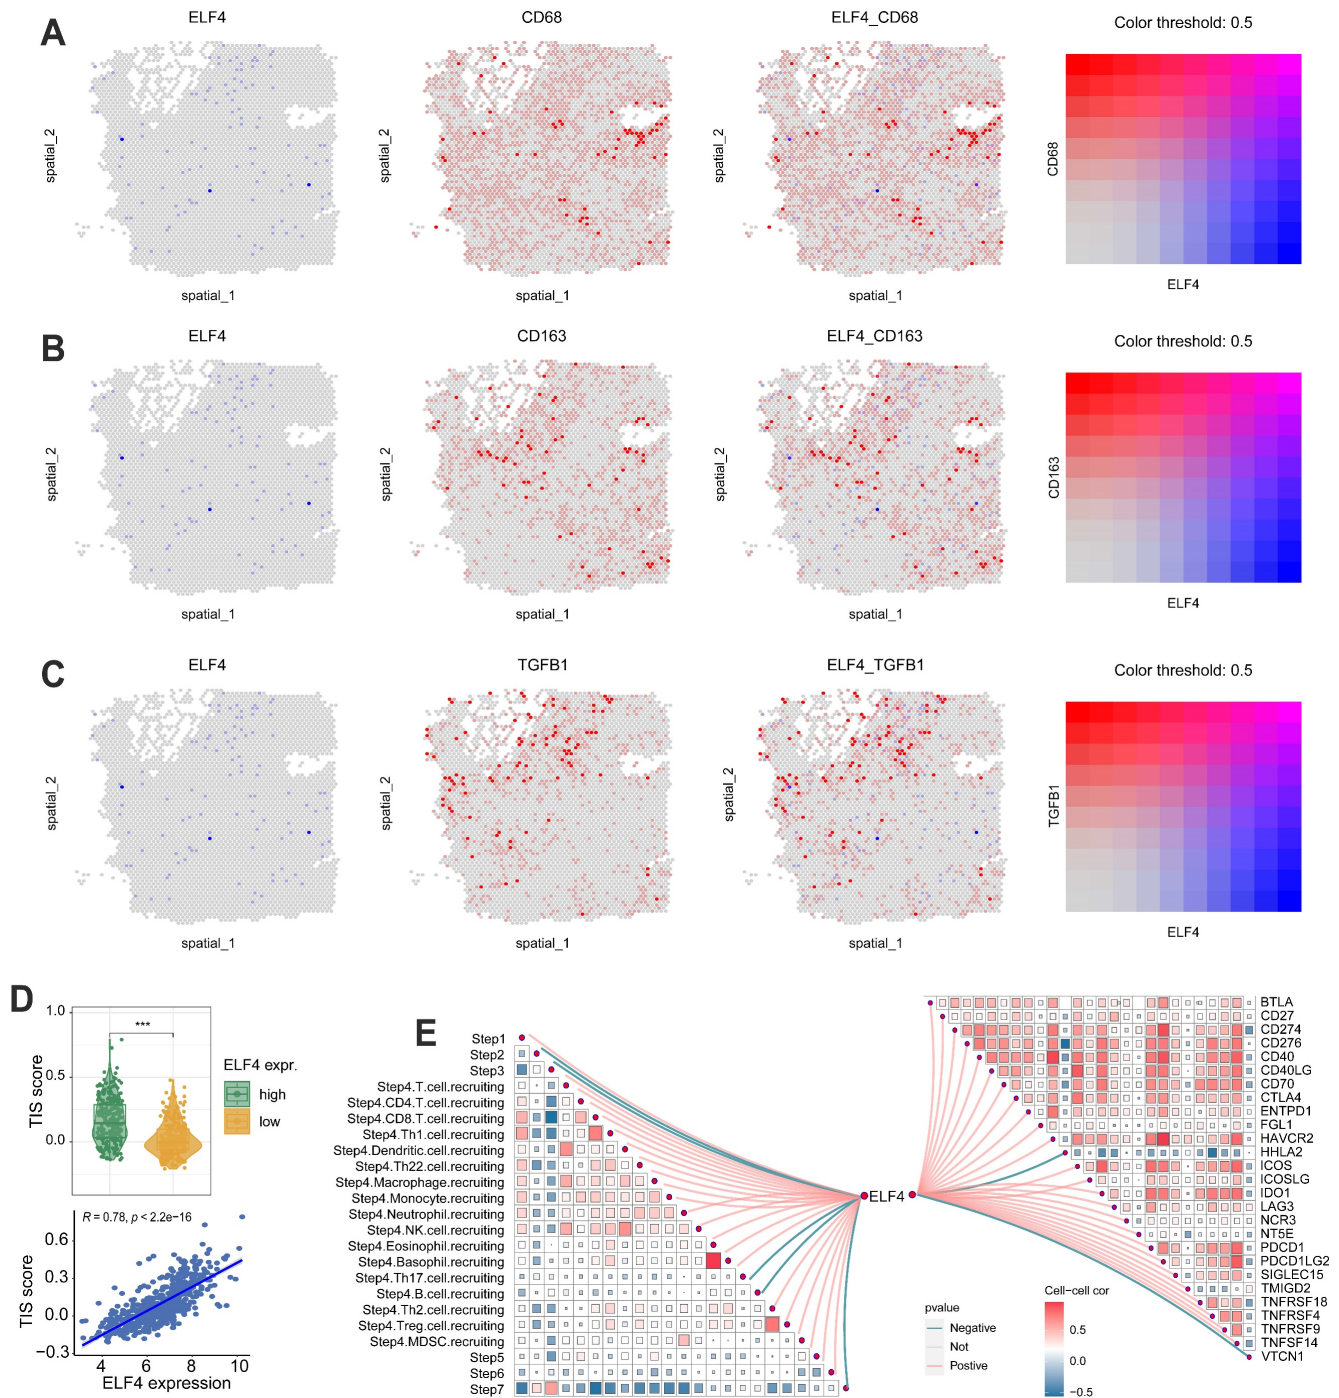 A
ELF4
CD68
ELF4_CD68
Color threshold: 0.5
spatial_2
spatial_2
spatial_2
CD68
spatial_1
spatial_1
spatial_1
ELF4
B
ELF4
CD163
ELF4_CD163
Color threshold: 0.5
spatial_2
spatial_2
spatial_2
CD163
spatial_1
spatial_1
spatial_1
ELF4
C
ELF4
TGFB1
ELF4_TGFB1
Color threshold: 0.5
spatial_2
spatial_2
spatial_2
TGFB1
spatial_1
spatial_1
spatial_1
ELF4
D
1.0
0.5
0.0
TIS score
***
ELF4 expr.
high
low
R = 0.78, p < 2.2e−16
0.6
0.3
0.0
−0.3
TIS score
4 6 8 10
ELF4 expression
E
Step1
Step2
Step3
Step4.T.cell.recruiting
Step4.CD4.T.cell.recruiting
Step4.CD8.T.cell.recruiting
Step4.Th1.cell.recruiting
Step4.Dendritic.cell.recruiting
Step4.Th22.cell.recruiting
Step4.Macrophage.recruiting
Step4.Monocyte.recruiting
Step4.Neutrophil.recruiting
Step4.NK.cell.recruiting
Step4.Eosinophil.recruiting
Step4.Basophil.recruiting
Step4.Th17.cell.recruiting
Step4.B.cell.recruiting
Step4.Th2.cell.recruiting
Step4.Treg.cell.recruiting
Step4.MDSC.recruiting
Step5
Step6
Step7
ELF4
BTLA
CD27
CD274
CD276
CD40
CD40LG
CD70
CTLA4
ENTPD1
FGL1
HAVCR2
HHLA2
ICOS
ICOSLG
IDO1
LAG3
NCR3
NT5E
PDCD1
PDCD1LG2
SIGLEC15
TMIGD2
TNFRSF18
TNFRSF4
TNFRSF9
TNFSF14
VTCN1
pvalue
Negative
Not
Postive
Cell−cell cor
0.5
0.0
−0.5